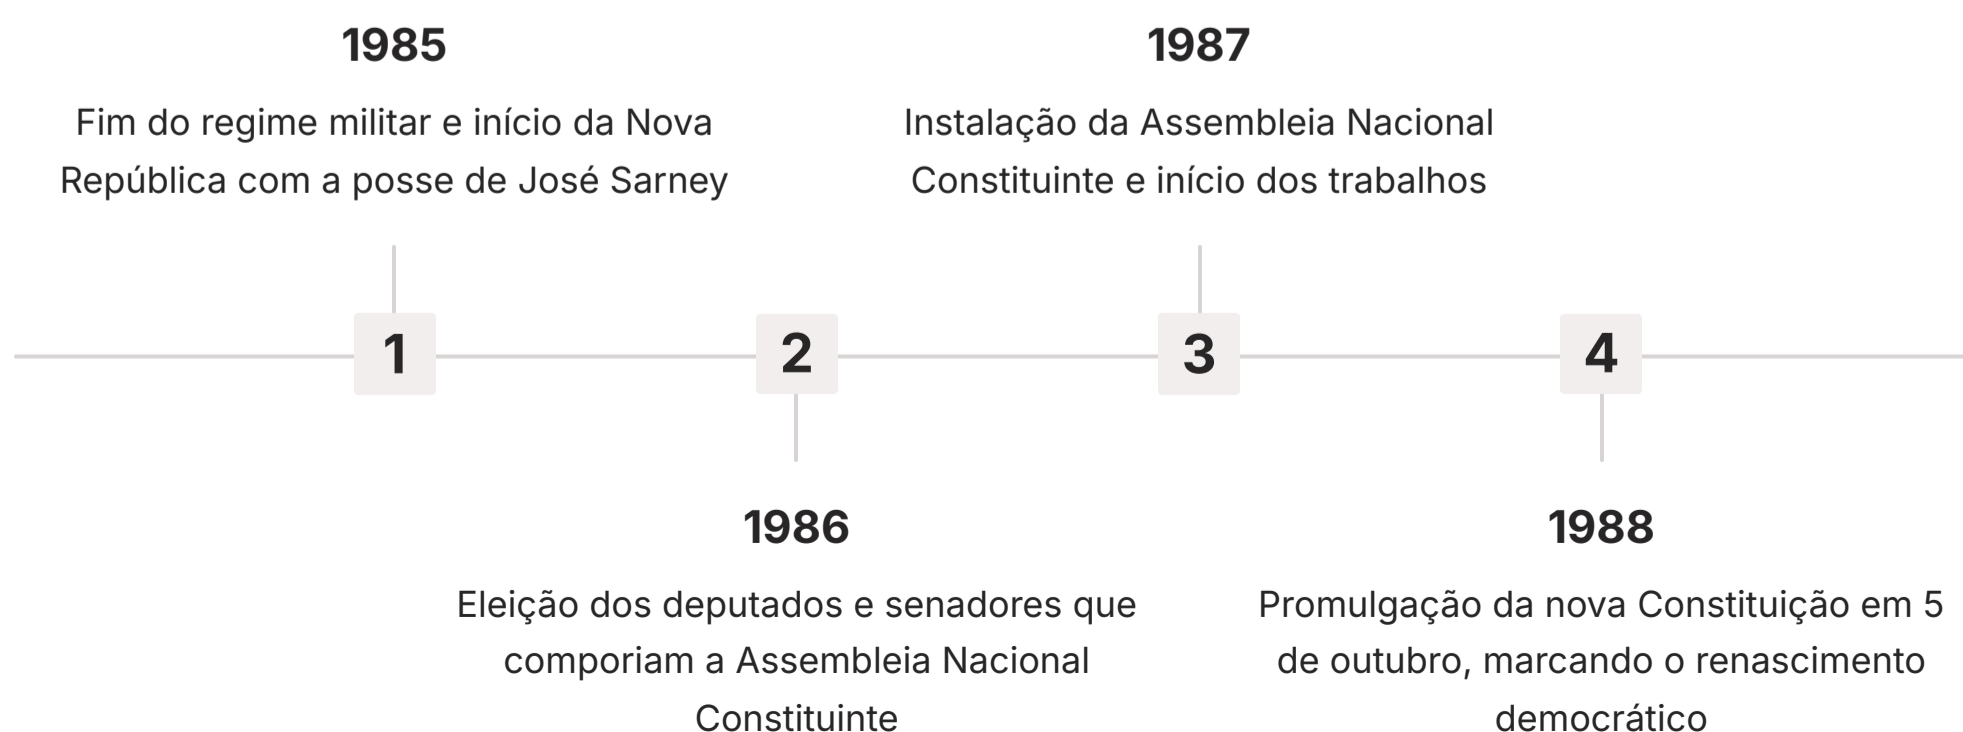 1985
Fim do regime militar e início da Nova
República com a posse de José Sarney
1987
Instalação da Assembleia Nacional
Constituinte e início dos trabalhos
1
2
3
4
1986
Eleição dos deputados e senadores que
comporiam a Assembleia Nacional
Constituinte
1988
Promulgação da nova Constituição em 5
de outubro, marcando o renascimento
democrático